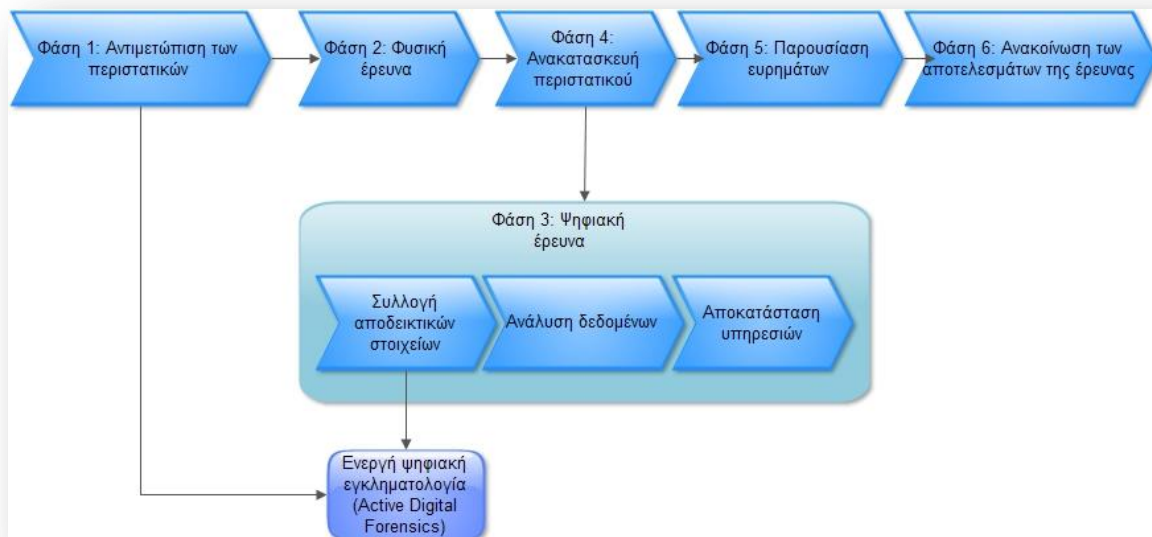 Φάση 1: Αντιμετώπιση των
περιστατικών
Φάση 2: Φυσική
έρευνα
Φάση 4:
Ανακατασκευή
περιστατικού
Φάση 5: Παρουσίαση
ευρημάτων
Φάση 6: Ανακοίνωση των
αποτελεσμάτων της έρευνας
Φάση 3: Ψηφιακή
έρευνα
Συλλογή
αποδεικτικών
στοιχείων
Ανάλυση δεδομένων
Αποκατάσταση
υπηρεσιών
Ενεργή ψηφιακή
εγκληματολογία
(Active Digital
Forensics)